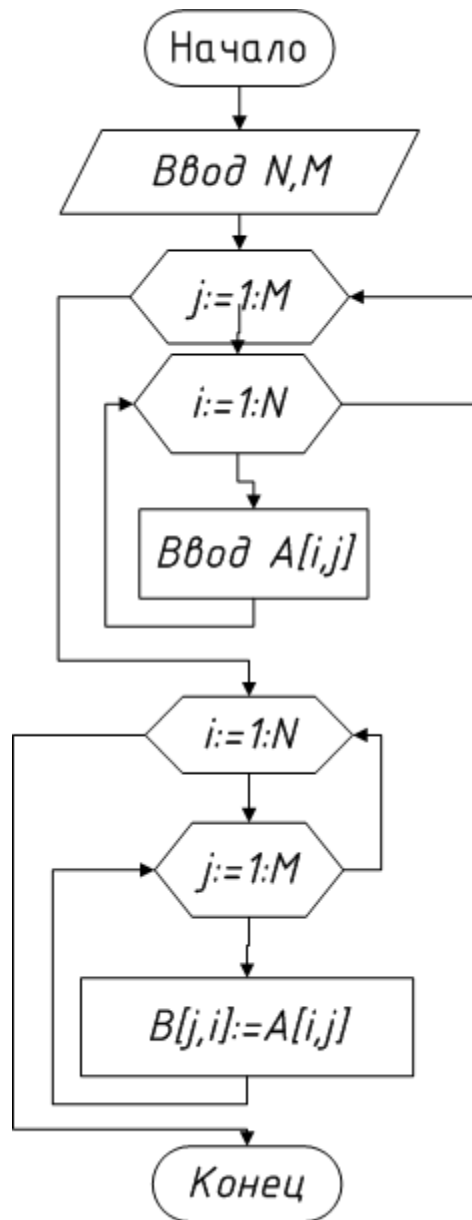 Начало
Ввод N,M
j:=1:M
i:=1:N
Ввод A[i,j]
i:=1:N
j:=1:M
B[j,i]:=A[i,j]
Конец